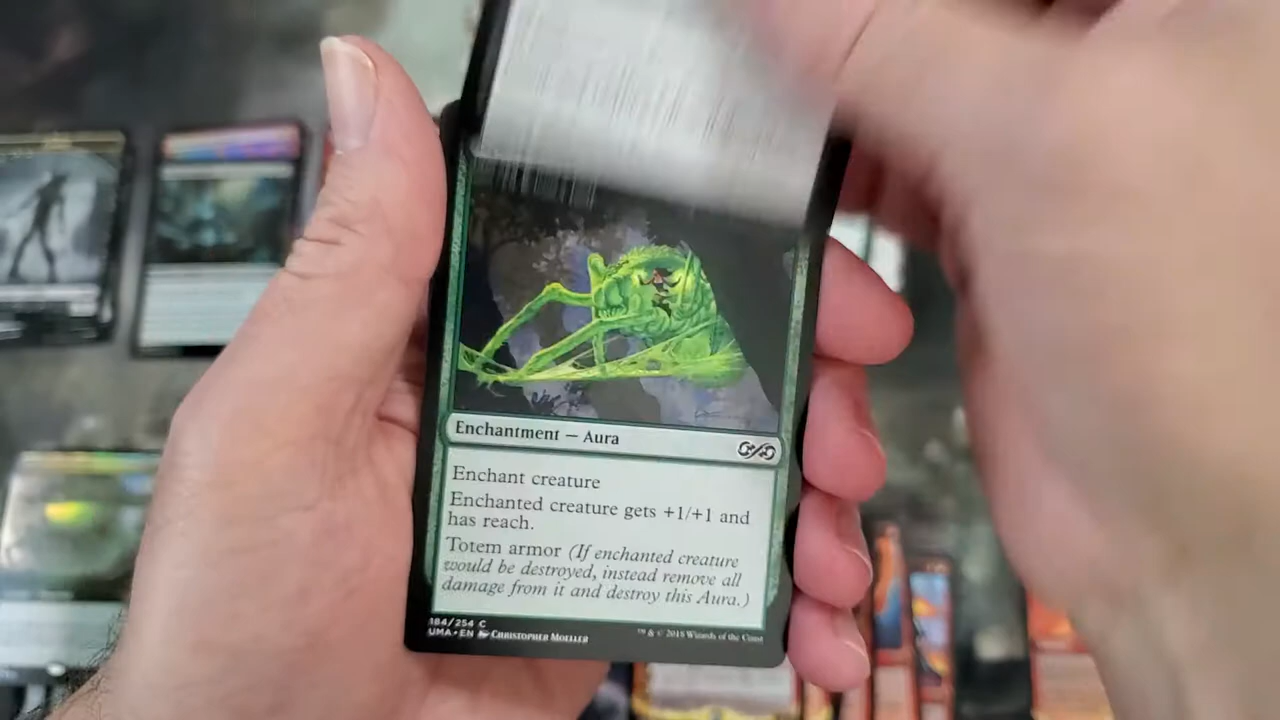 Enchantment — Aura
Enchant creature
Enchanted creature gets +1/+1 and
has reach.
Totem armor (If enchanted creature
would be destroyed, instead remove all
damage from it and destroy this Aura.)
184/254 C
UMA • EN Christopher Moeller
™ & © 2018 Wizards of the Coast